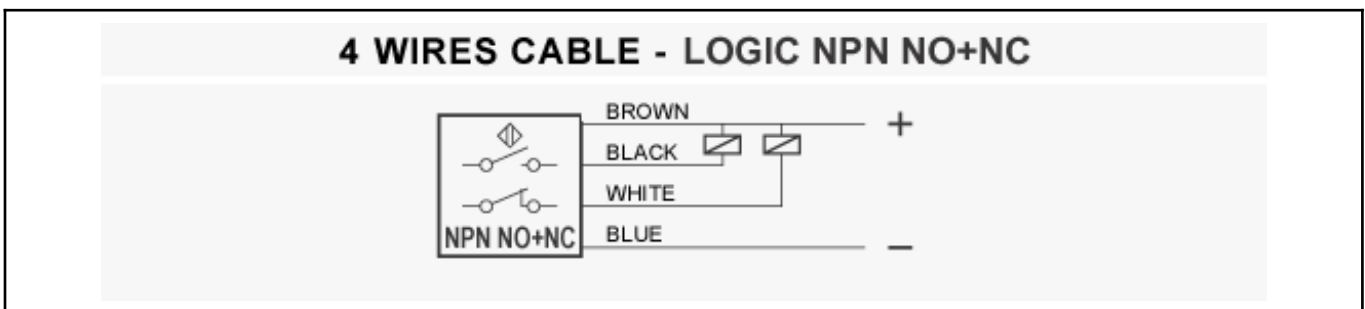 4 WIRES CABLE - LOGIC NPN NO+NC
BROWN
+
BLACK
WHITE
NPN NO+NC
BLUE
−